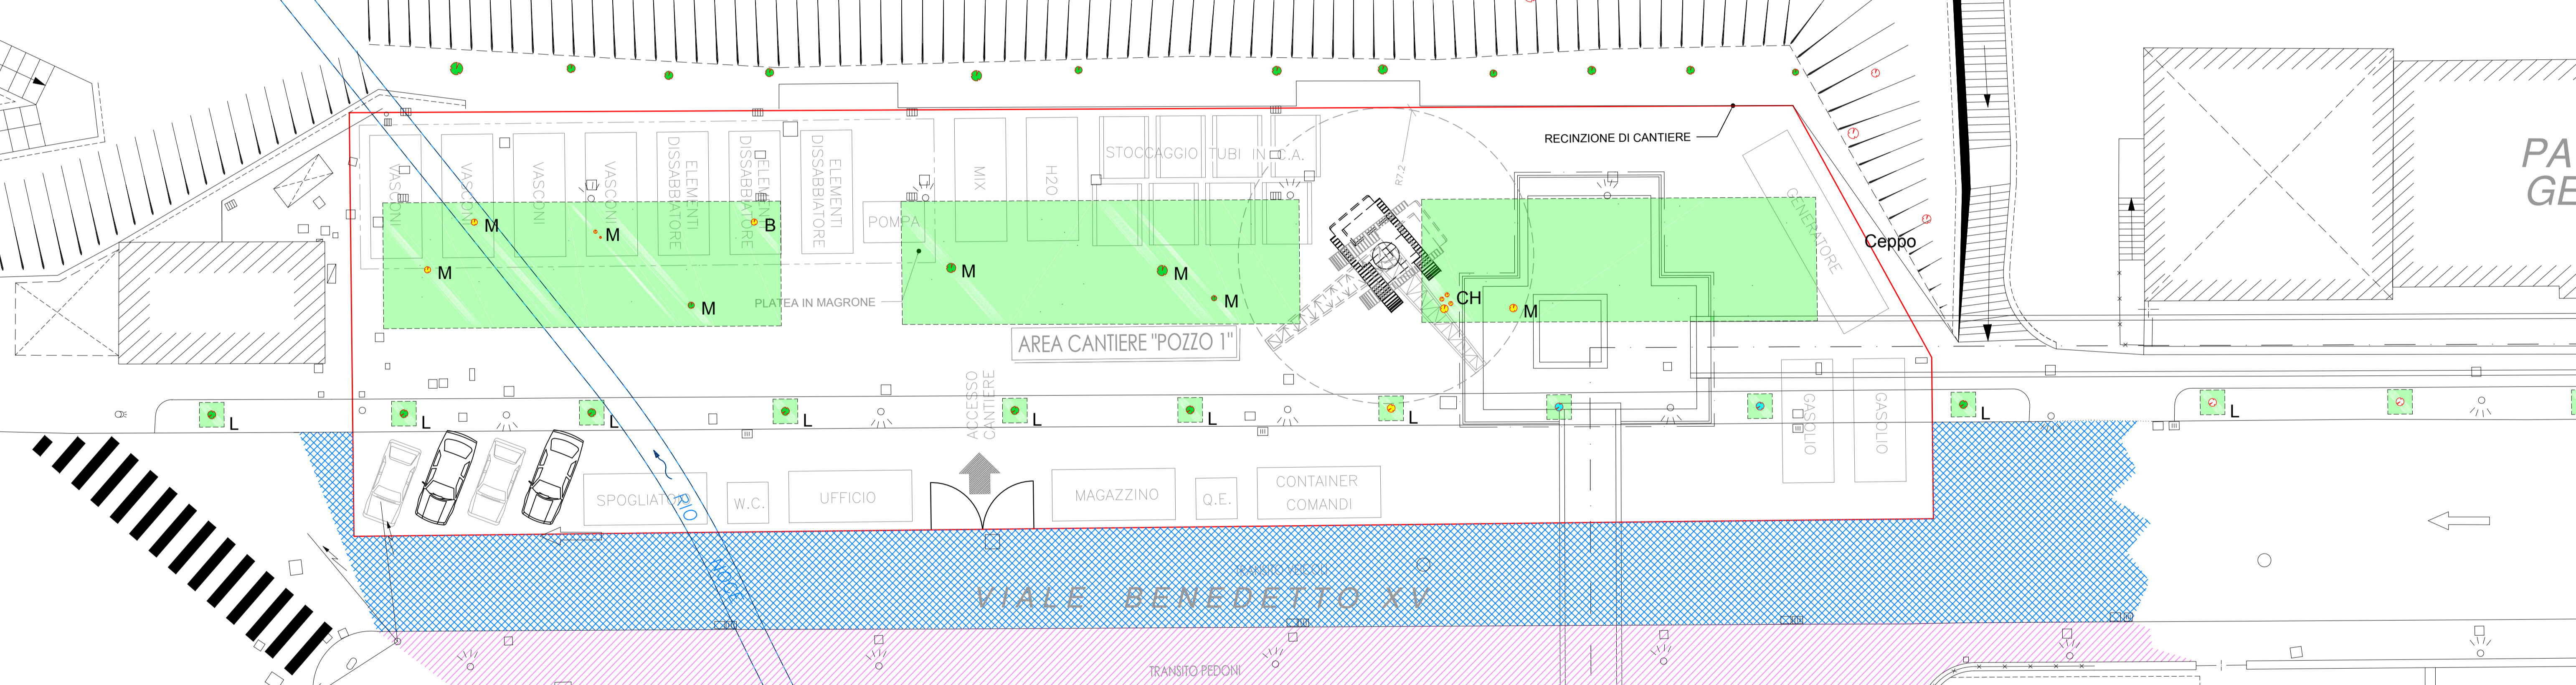 RECINZIONE DI CANTIERE
PA
GE
VASCONI
VASCONI
VASCONI
VASCONI
ELEMENTI
DISSABBIATORE
ELEMENTI
DISSABBIATORE
ELEMENTI
DISSABBIATORE
MIX
H2O
STOCCAGGIO TUBI IN C.A.
R7.2
POMPA
GENERATORE
Ceppo
M
M
B
M
M
M
M
M
CH
M
PLATEA IN MAGRONE
AREA CANTIERE "POZZO 1"
ACCESSO
CANTIERE
GASOLIO
GASOLIO
L
L
L
L
L
L
L
L
L
SPOGLIATOI
W.C.
UFFICIO
MAGAZZINO
Q.E.
CONTAINER
COMANDI
RIO
NOCE
TRANSITO VEICOLI
VIALE BENEDETTO XV
TRANSITO PEDONI